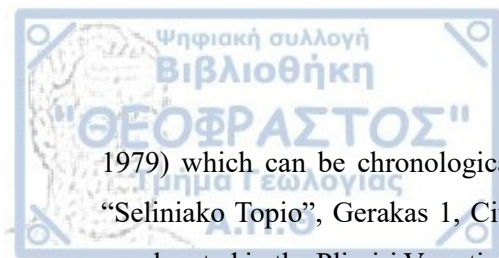 Ψηφιακή συλλογή
Βιβλιοθήκη
"ΘΕΟΦΡΑΣΤΟΣ"
1979) which can be chronologica
Τμήμα Γεωλογίας
“Seliniako Topio”, Gerakas 1, Ci
Α.Π.Θ